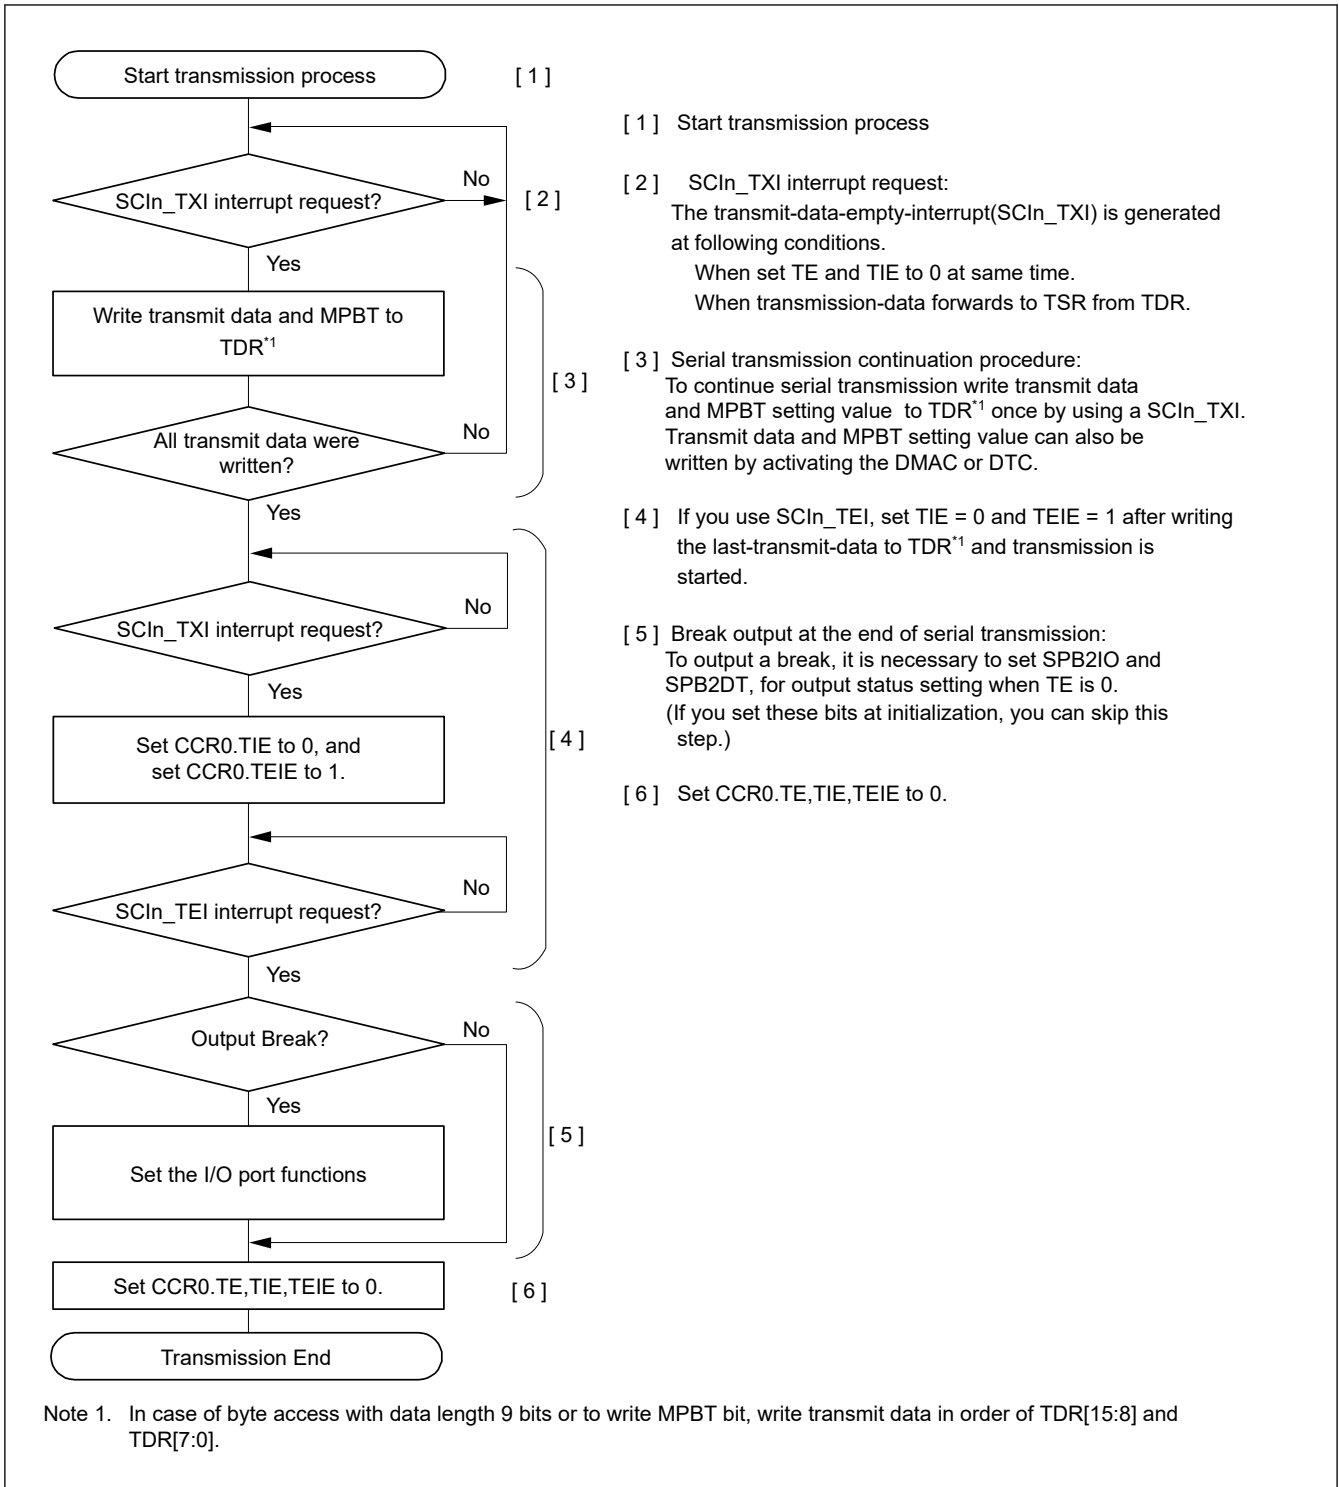 Start transmission process
[ 1 ]
SCIn_TXI interrupt request?
No
[ 2 ]
Yes
Write transmit data and MPBT to
TDR*1
[ 3 ]
All transmit data were
written?
No
Yes
SCIn_TXI interrupt request?
No
Yes
Set CCR0.TIE to 0, and
set CCR0.TEIE to 1.
[ 4 ]
SCIn_TEI interrupt request?
No
Yes
Output Break?
No
Yes
Set the I/O port functions
[ 5 ]
Set CCR0.TE,TIE,TEIE to 0.
[ 6 ]
Transmission End
[ 1 ] Start transmission process
[ 2 ] SCIn_TXI interrupt request:
The transmit-data-empty-interrupt(SCIn_TXI) is generated
at following conditions.
When set TE and TIE to 0 at same time.
When transmission-data forwards to TSR from TDR.
[ 3 ] Serial transmission continuation procedure:
To continue serial transmission write transmit data
and MPBT setting value to TDR*1 once by using a SCIn_TXI.
Transmit data and MPBT setting value can also be
written by activating the DMAC or DTC.
[ 4 ] If you use SCIn_TEI, set TIE = 0 and TEIE = 1 after writing
the last-transmit-data to TDR*1 and transmission is
started.
[ 5 ] Break output at the end of serial transmission:
To output a break, it is necessary to set SPB2IO and
SPB2DT, for output status setting when TE is 0.
(If you set these bits at initialization, you can skip this
step.)
[ 6 ] Set CCR0.TE,TIE,TEIE to 0.
Note 1. In case of byte access with data length 9 bits or to write MPBT bit, write transmit data in order of TDR[15:8] and
TDR[7:0].